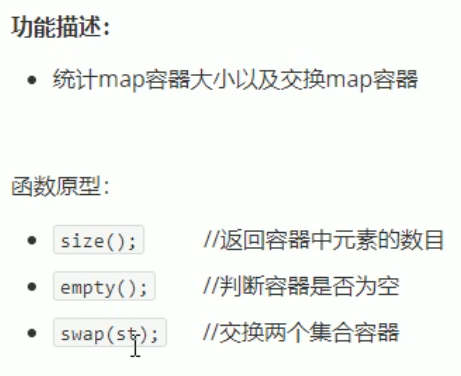 功能描述：
统计map容器大小以及交换map容器
函数原型：
size(); //返回容器中元素的数目
empty(); //判断容器是否为空
swap(st); //交换两个集合容器